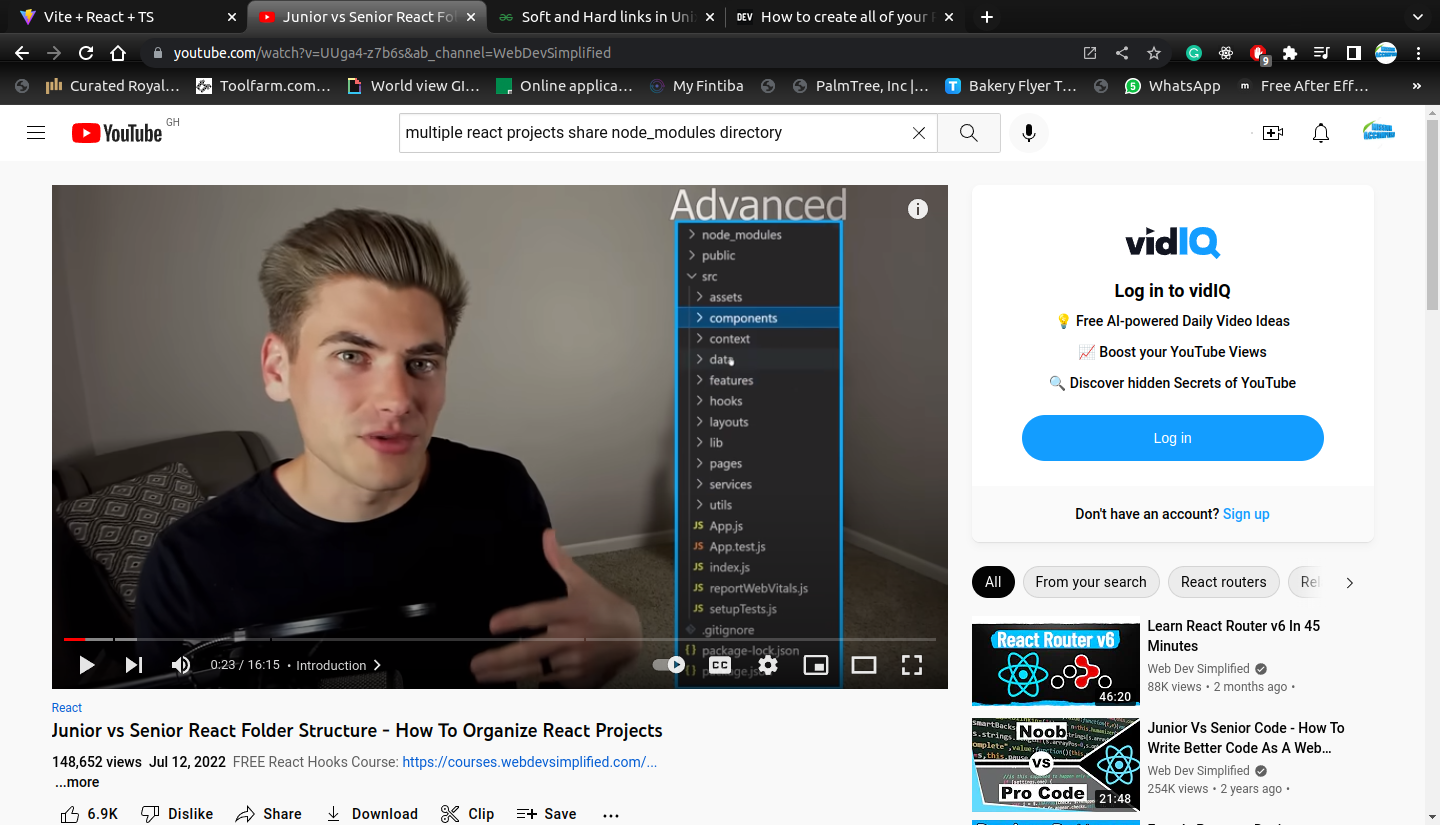 Vite + React + TS
Junior vs Senior React Fol
Soft and Hard links in Uni
DEV How to create all of your
youtube.com/watch?v=UUga4-z7b6s&ab_channel=WebDevSimplified
9
Curated Royal... Toolfarm.com... World view GI... Online applica... My Fintiba PalmTree, Inc |... T Bakery Flyer T... 5 WhatsApp m Free After Eff... »
YouTube GH
multiple react projects share node_modules directory
Advanced
node_modules
public
src
assets
components
context
data
features
hooks
layouts
lib
pages
services
utils
JS App.js
JS App.test.js
JS index.js
JS reportWebVitals.js
JS setupTests.js
.gitignore
{} package-lock.json
{} package.json
0:23 / 16:15 • Introduction
CC
React
Junior vs Senior React Folder Structure - How To Organize React Projects
148,652 views Jul 12, 2022 FREE React Hooks Course: https://courses.webdevsimplified.com/...
...more
6.9K Dislike Share Download Clip Save ...
vidIQ
Log in to vidIQ
Free AI-powered Daily Video Ideas
Boost your YouTube Views
Discover hidden Secrets of YouTube
Log in
Don't have an account? Sign up
All From your search React routers Rel
React Router v6
46:20
Learn React Router v6 In 45
Minutes
Web Dev Simplified
88K views • 2 months ago •
Noob
vs
Pro Code
21:48
Junior Vs Senior Code - How To
Write Better Code As A Web...
Web Dev Simplified
254K views • 2 years ago •